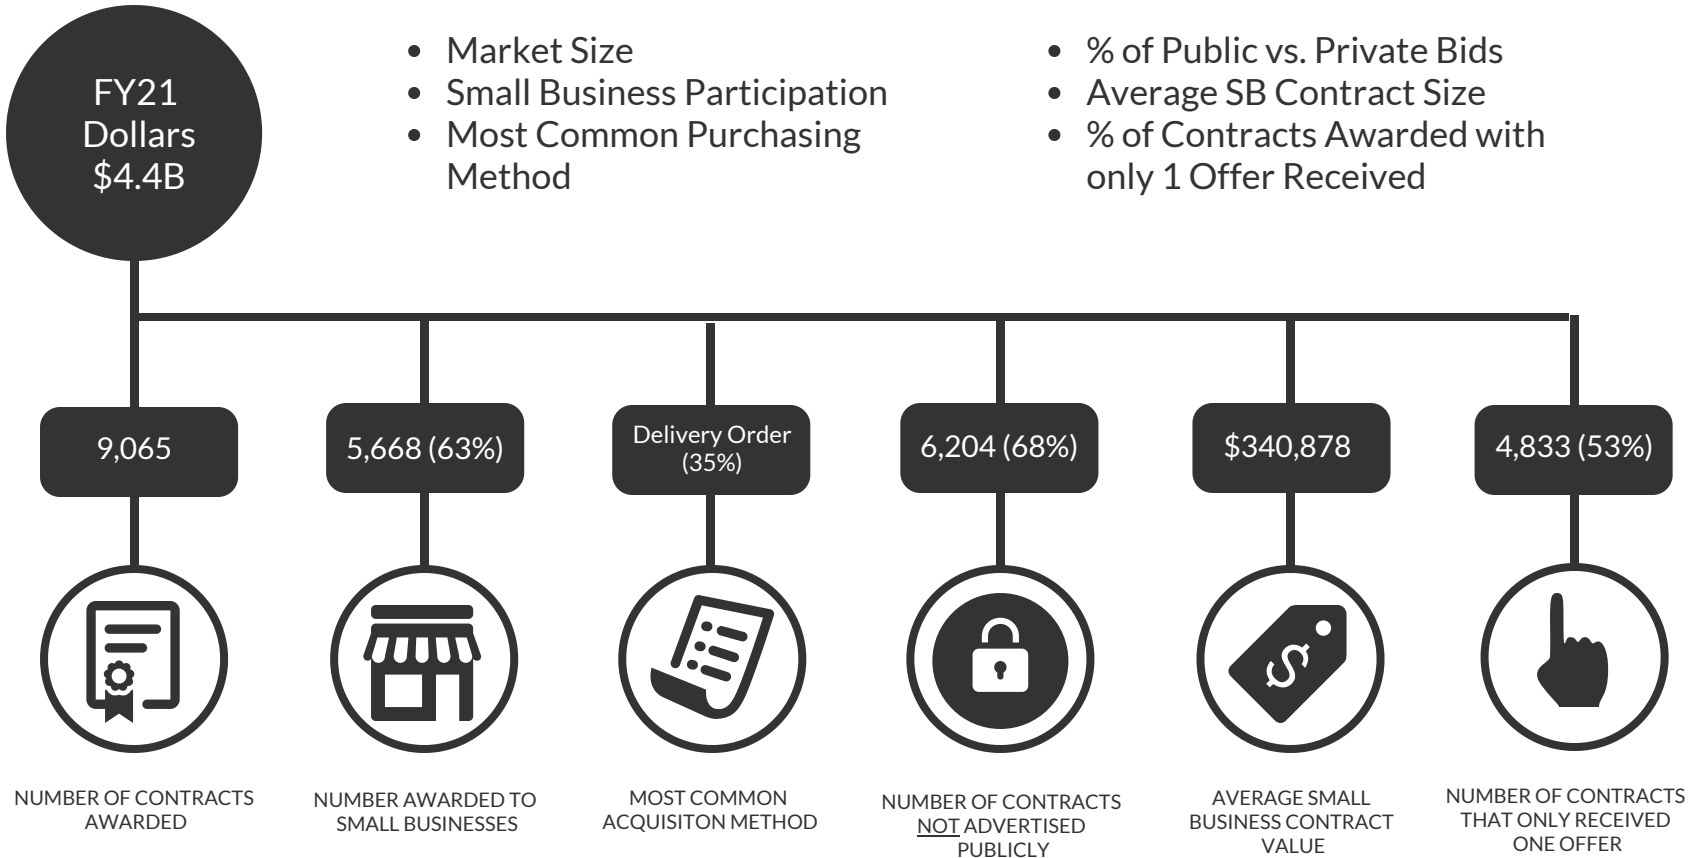 FY21
Dollars
$4.4B
• Market Size
• Small Business Participation
• Most Common Purchasing
Method
• % of Public vs. Private Bids
• Average SB Contract Size
• % of Contracts Awarded with
only 1 Offer Received
9,065
5,668 (63%)
Delivery Order
(35%)
6,204 (68%)
$340,878
4,833 (53%)
$
NUMBER OF CONTRACTS
AWARDED
NUMBER AWARDED TO
SMALL BUSINESSES
MOST COMMON
ACQUISITON METHOD
NUMBER OF CONTRACTS
NOT ADVERTISED
PUBLICLY
AVERAGE SMALL
BUSINESS CONTRACT
VALUE
NUMBER OF CONTRACTS
THAT ONLY RECEIVED
ONE OFFER